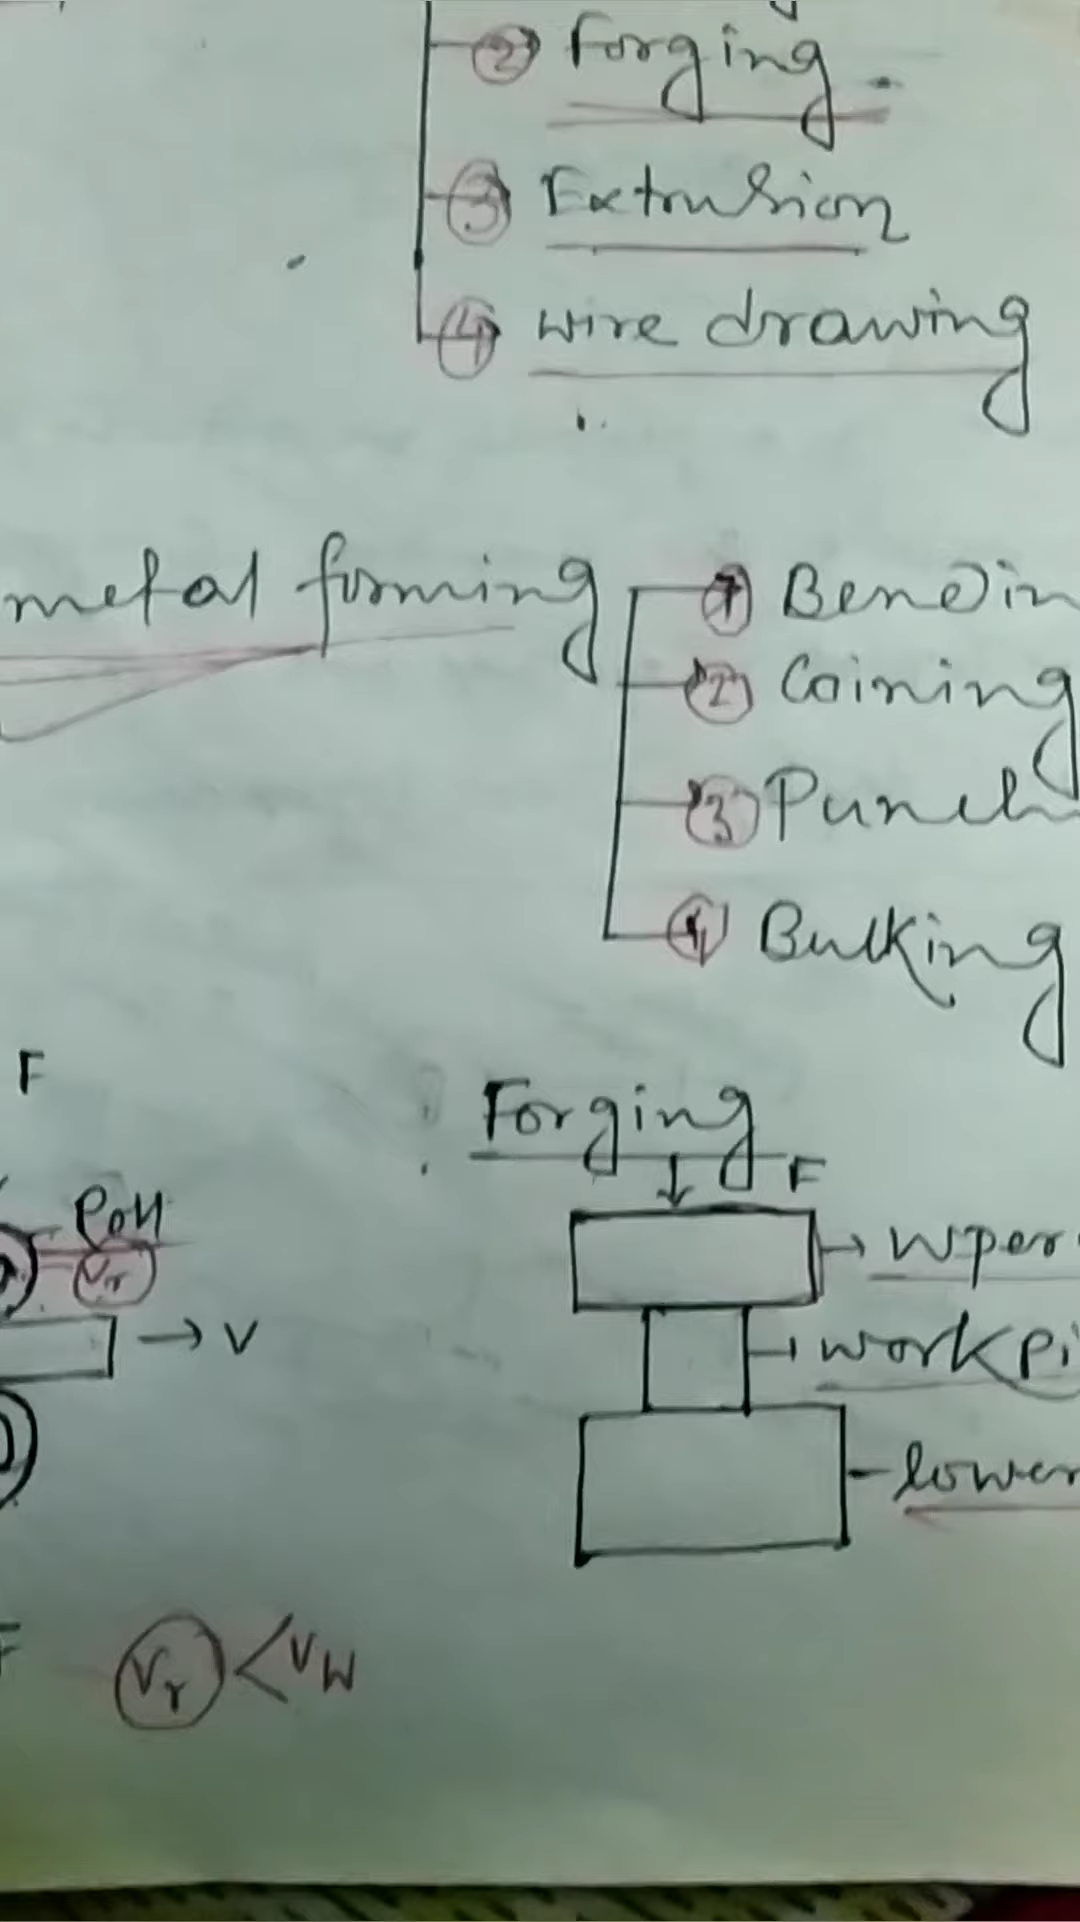 ② Forging
③ Extrusion
④ wire drawing
metal forming
① Bendin
② Coining
③ Punch
④ Bulking
F
Forging
F
Roll
Vr
→ V
→ upper
workpi
lower
F
Vr < VW